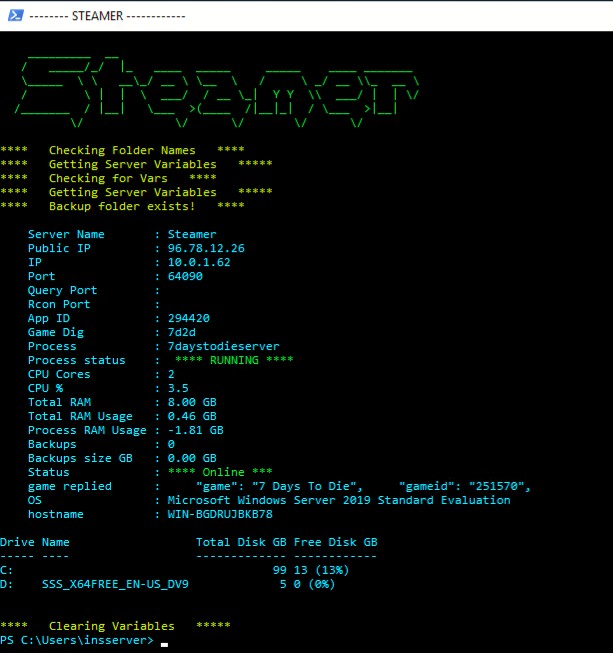 -------- STEAMER ------------
Steamer
****   Checking Folder Names   ****
****   Getting Server Variables   *****
****   Checking for Vars   ****
****   Getting Server Variables   *****
****   Backup folder exists!   ****
Server Name       : Steamer
Public IP         : 96.78.12.26
IP                : 10.0.1.62
Port              : 64090
Query Port        :
Rcon Port         :
App ID            : 294420
Game Dig          : 7d2d
Process           : 7daystodieserver
Process status    :  **** RUNNING ****
CPU Cores         : 2
CPU %             : 3.5
Total RAM         : 8.00 GB
Total RAM Usage   : 0.46 GB
Process RAM Usage : -1.81 GB
Backups           : 0
Backups size GB   : 0.00 GB
Status            : **** Online ***
game replied      :     "game": "7 Days To Die",     "gameid": "251570",
OS                : Microsoft Windows Server 2019 Standard Evaluation
hostname          : WIN-BGDRUJBKB78
Drive Name                  Total Disk GB Free Disk GB
----- ----                  ------------- ------------
C:                                     99 13 (13%)
D:    SSS_X64FREE_EN-US_DV9             5 0 (0%)
****   Clearing Variables   *****
PS C:\Users\insserver>